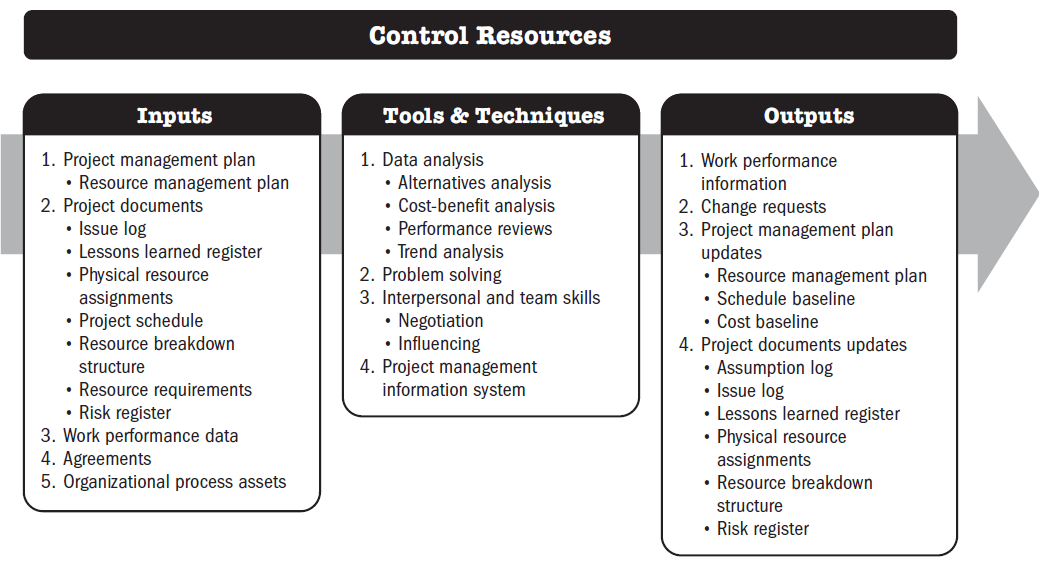 Control Resources
Inputs
1. Project management plan
• Resource management plan
2. Project documents
• Issue log
• Lessons learned register
• Physical resource
assignments
• Project schedule
• Resource breakdown
structure
• Resource requirements
• Risk register
3. Work performance data
4. Agreements
5. Organizational process assets
Tools & Techniques
1. Data analysis
• Alternatives analysis
• Cost-benefit analysis
• Performance reviews
• Trend analysis
2. Problem solving
3. Interpersonal and team skills
• Negotiation
• Influencing
4. Project management
information system
Outputs
1. Work performance
information
2. Change requests
3. Project management plan
updates
• Resource management plan
• Schedule baseline
• Cost baseline
4. Project documents updates
• Assumption log
• Issue log
• Lessons learned register
• Physical resource
assignments
• Resource breakdown
structure
• Risk register